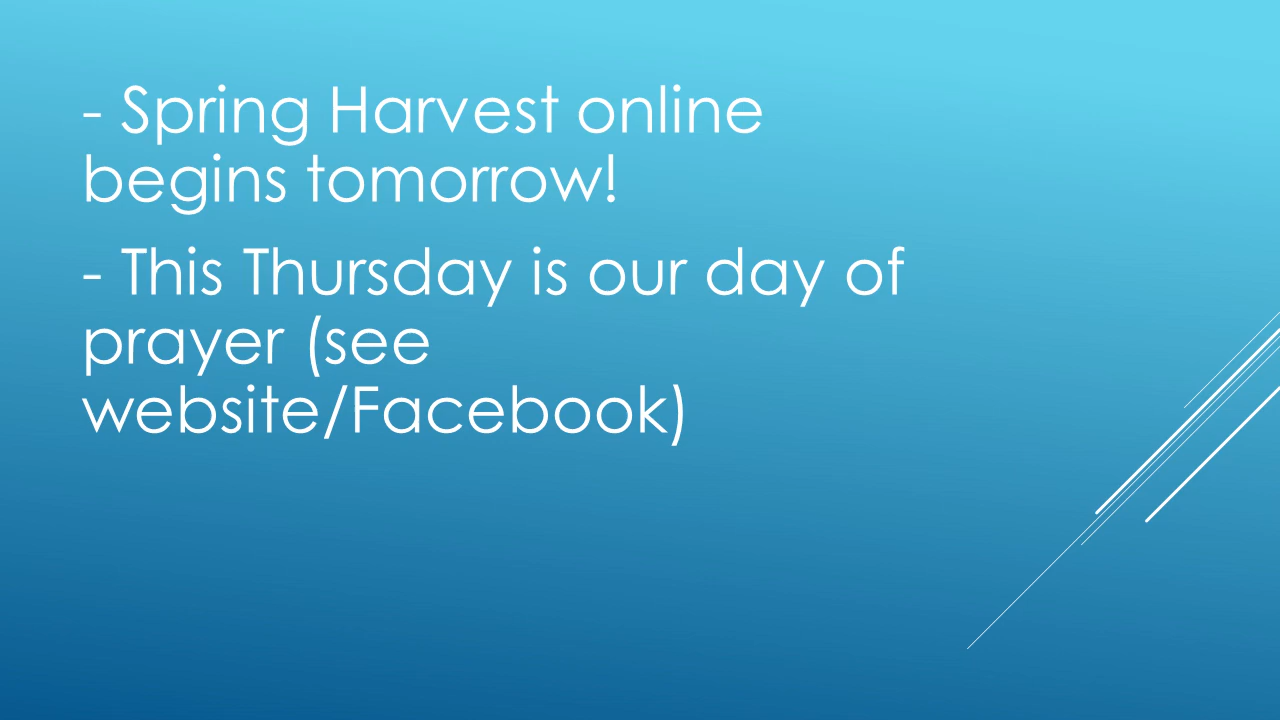 - Spring Harvest online
begins tomorrow!
- This Thursday is our day of
prayer (see
website/Facebook)